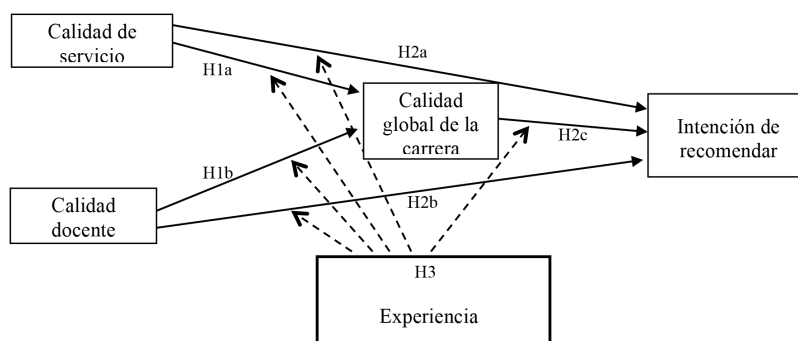 Calidad de
servicio
H2a
H1a
Calidad
global de la
carrera
Intención de
recomendar
H2c
H1b
H2b
Calidad
docente
H3
Experiencia